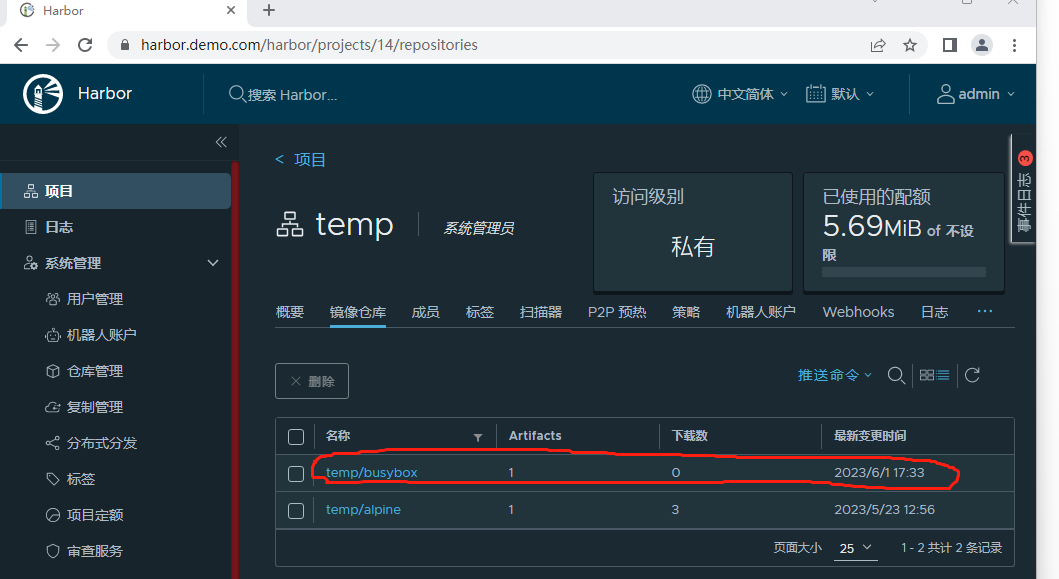 Harbor
harbor.demo.com/harbor/projects/14/repositories
Harbor
搜索 Harbor...
中文简体
默认
admin
事件日志 3
项目
日志
系统管理
用户管理
机器人账户
仓库管理
复制管理
分布式分发
标签
项目定额
审查服务
< 项目
temp
系统管理员
访问级别
私有
已使用的配额
5.69MiB of 不设
限
概要 镜像仓库 成员 标签 扫描器 P2P 预热 策略 机器人账户 Webhooks 日志 ...
× 删除
推送命令
名称 Artifacts 下载数 最新变更时间
temp/busybox 1 0 2023/6/1 17:33
temp/alpine 1 3 2023/5/23 12:56
页面大小 25 1 - 2 共计 2 条记录